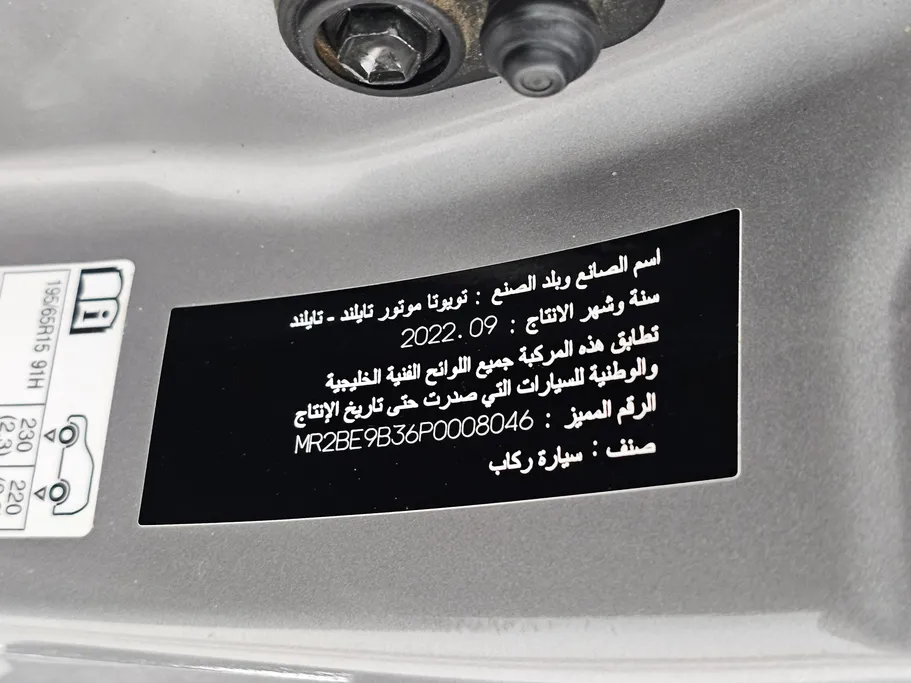 اسم الصانع وبلد الصنع : تويوتا موتور تايلند - تايلند
سنة وشهر الانتاج : 2022.09
تطابق هذه المركبة جميع اللوائح الفنية الخليجية
والوطنية للسيارات التي صدرت حتى تاريخ الإنتاج
الرقم المميز : MR2BE9B36P0008046
صنف : سيارة ركاب
195/65R15 91H
230
(2.3)
220